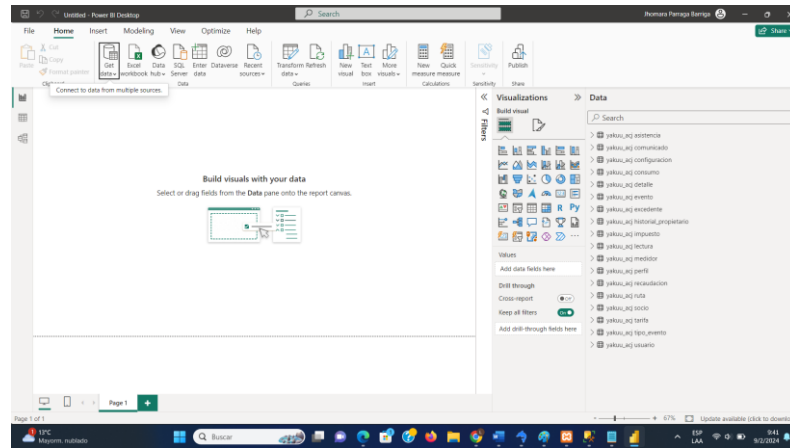 Untitled - Power BI Desktop
Search
Jhomara Parraga Barriga
File Home Insert Modeling View Optimize Help
Share
Paste
Cut
Copy
Format painter
Get data
Excel workbook
Data hub
SQL Server
Enter data
Dataverse
Recent sources
Transform data
Refresh
New visual
Text box
More visuals
New measure
Quick measure
Sensitivity
Publish
Data
Queries
Insert
Calculations
Sensitivity
Share
Connect to data from multiple sources.
Build visuals with your data
Select or drag fields from the Data pane onto the report canvas.
Filters
Visualizations
Build visual
R Py
Values
Add data fields here
Drill through
Cross-report
Off
Keep all filters
On
Add drill-through fields here
Data
Search
yakuu_acj asistencia
yakuu_acj comunicado
yakuu_acj configuracion
yakuu_acj consumo
yakuu_acj detalle
yakuu_acj evento
yakuu_acj excedente
yakuu_acj historial_propietario
yakuu_acj impuesto
yakuu_acj lectura
yakuu_acj medidor
yakuu_acj perfil
yakuu_acj recaudacion
yakuu_acj ruta
yakuu_acj socio
yakuu_acj tarifa
yakuu_acj tipo_evento
yakuu_acj usuario
Page 1
Page 1 of 1
67%
Update available (click to downlo
13°C
Mayorm. nublado
Buscar
ESP
LAA
9:41
9/2/2024